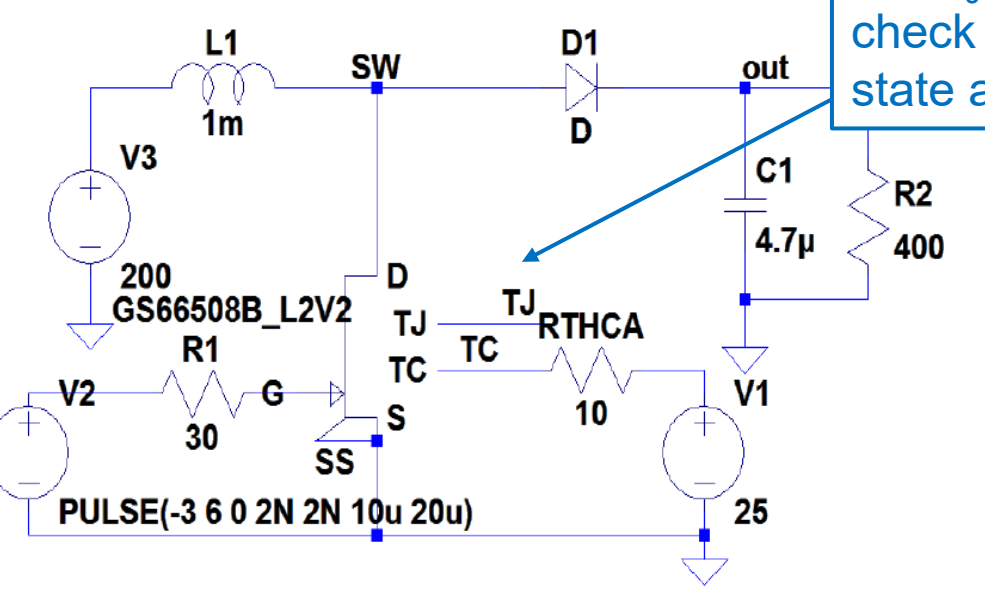 check
state a
L1
1m
SW
D1
D
out
V3
200
C1
4.7µ
R2
400
GS66508B_L2V2
D
TJ
TJ
TC
TC
RTHCA
10
R1
30
G
S
SS
V2
PULSE(-3 6 0 2N 2N 10u 20u)
V1
25